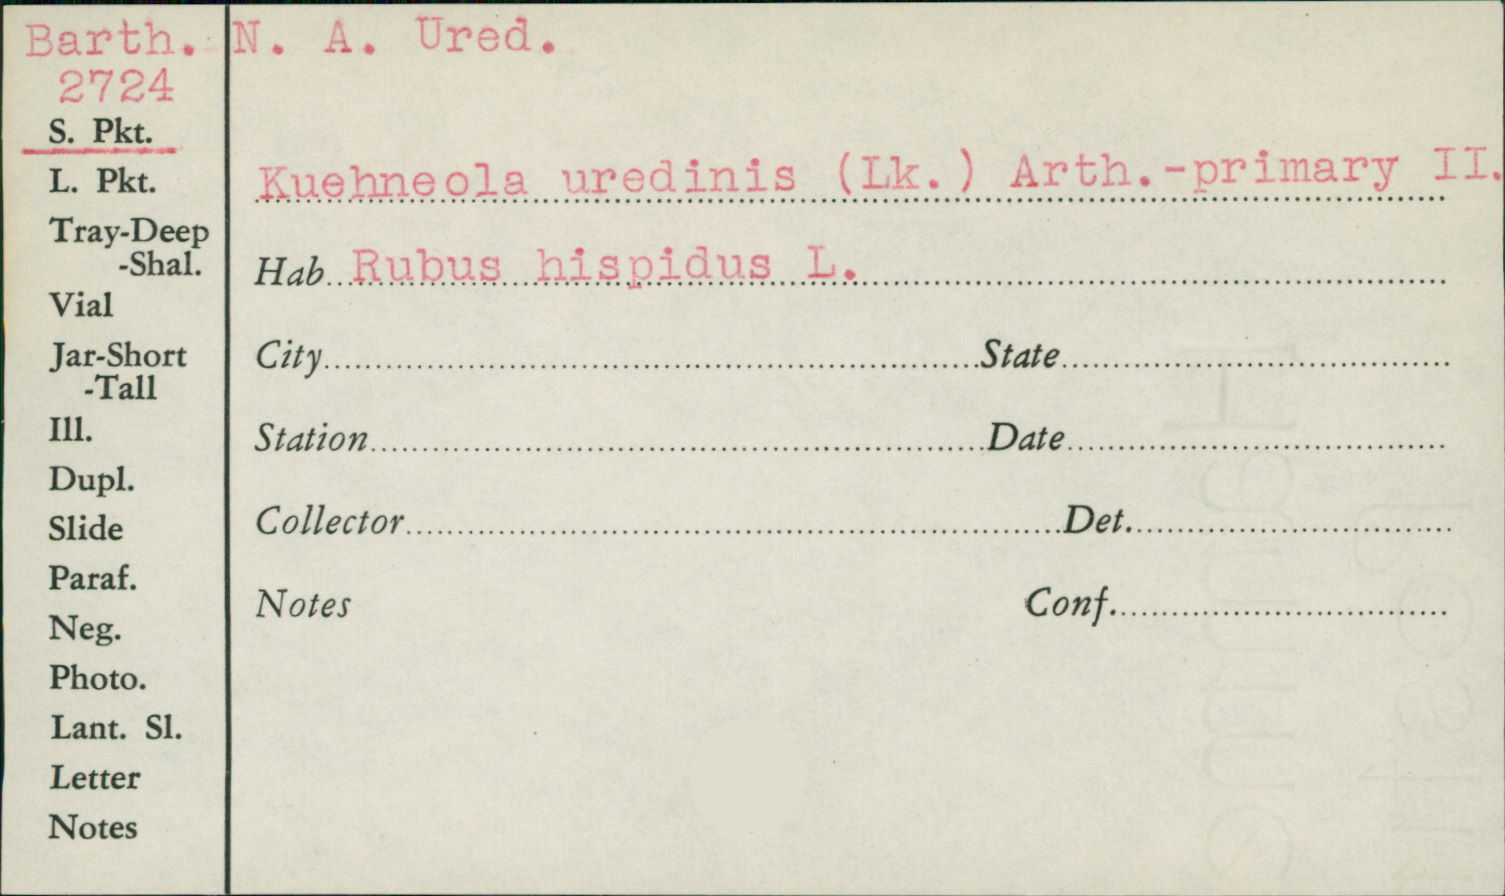 Barth. N. A. Ured.
2724
S. Pkt.
L. Pkt.
Tray-Deep
-Shal.
Vial
Jar-Short
-Tall
Ill.
Dupl.
Slide
Paraf.
Neg.
Photo.
Lant. Sl.
Letter
Notes
Kuehneola uredinis (Lk.) Arth.-primary II.
Hab Rubus hispidus L.
City State
Station Date
Collector Det.
Notes Conf.